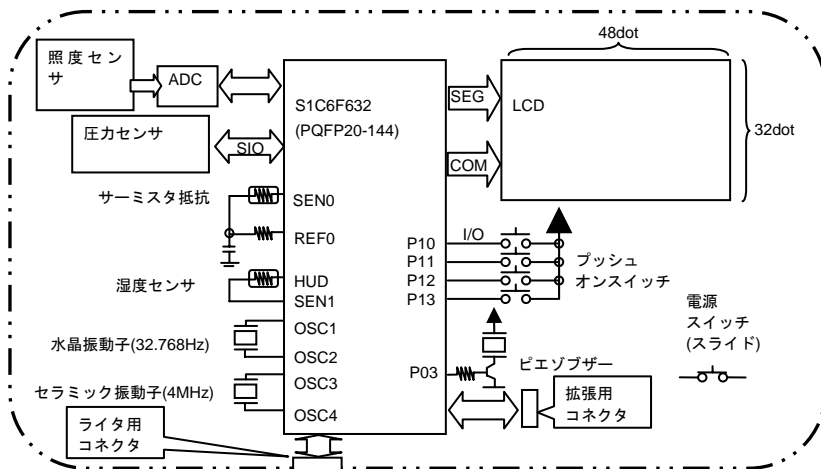 48dot
照度セン
サ
ADC
S1C6F632
(PQFP20-144)
SEG
LCD
32dot
圧力センサ
SIO
COM
サーミスタ抵抗
SEN0
REF0
P10
I/O
P11
P12
P13
プッシュ
オンスイッチ
湿度センサ
HUD
SEN1
電源
スイッチ
(スライド)
水晶振動子(32.768Hz)
OSC1
OSC2
セラミック振動子(4MHz)
OSC3
OSC4
P03
ピエゾブザー
拡張用
コネクタ
ライタ用
コネクタ